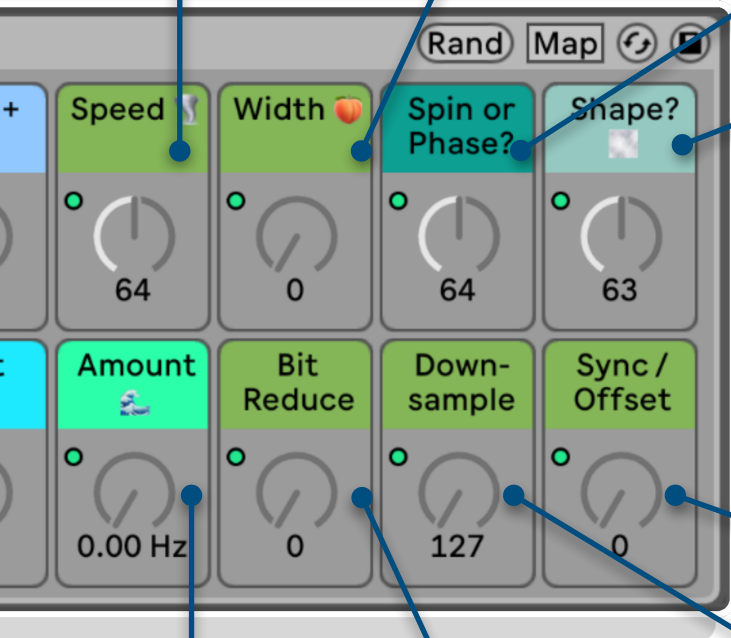 Rand Map
+ Speed Width Spin or Shape?
Phase?
64 0 64 63
t Amount Bit Down- Sync /
Reduce sample Offset
0.00 Hz 0 127 0